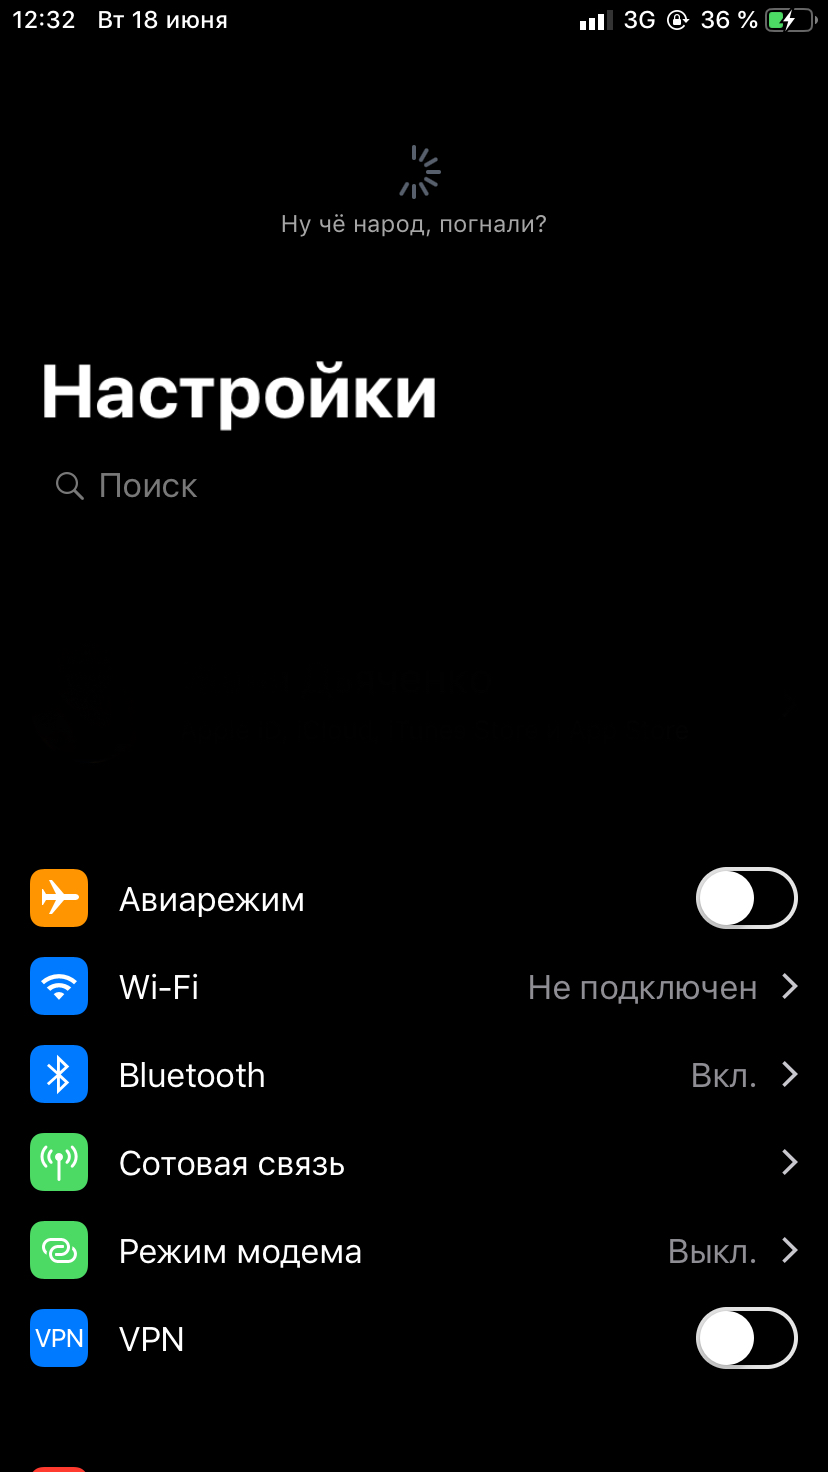 12:32 Вт 18 июня 3G 36 %
Ну чё народ, погнали?
Настройки
Поиск
Авиарежим
Wi-Fi Не подключен
Bluetooth Вкл.
Сотовая связь
Режим модема Выкл.
VPN VPN